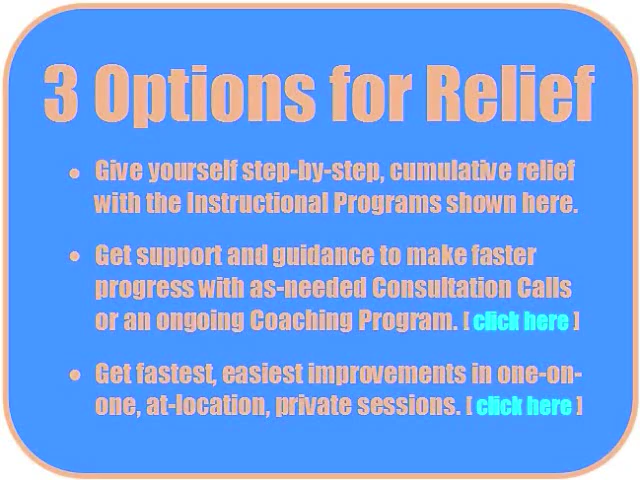 3 Options for Relief
• Give yourself step-by-step, cumulative relief
with the Instructional Programs shown here.
• Get support and guidance to make faster
progress with as-needed Consultation Calls
or an ongoing Coaching Program. [ click here ]
• Get fastest, easiest improvements in one-on-
one, at-location, private sessions. [ click here ]